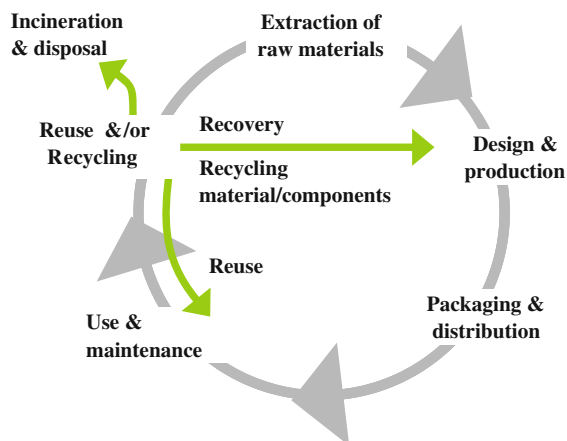 Incineration
& disposal
Extraction of
raw materials
Reuse &/or
Recycling
Recovery
Recycling
material/components
Design &
production
Reuse
Packaging &
distribution
Use &
maintenance